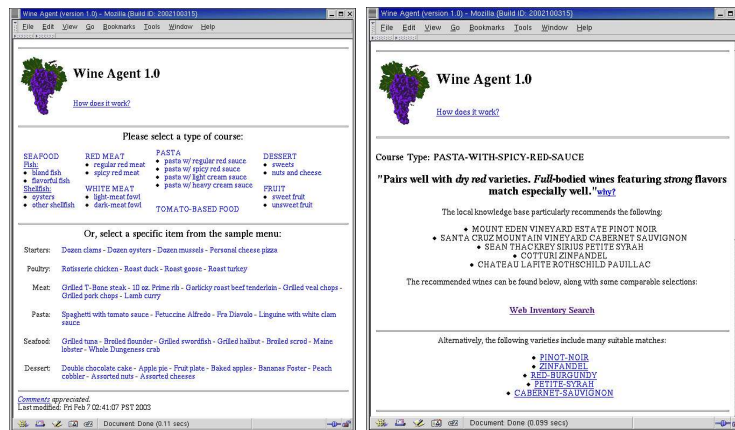 Wine Agent (version 1.0) - Mozilla {Build ID: 2002100315}
File Edit View Go Bookmarks Tools Window Help
Wine Agent 1.0
How does it work?
Please select a type of course:
SEAFOOD
Fish:
bland fish
flavorful fish
Shellfish:
oysters
other shellfish
RED MEAT
regular red meat
spicy red meat
WHITE MEAT
light-meat fowl
dark-meat fowl
PASTA
pasta w/ regular red sauce
pasta w/ spicy red sauce
pasta w/ light cream sauce
pasta w/ heavy cream sauce
TOMATO-BASED FOOD
DESSERT
sweets
nuts and cheese
FRUIT
sweet fruit
unsweet fruit
Or, select a specific item from the sample menu:
Starters: Dozen clams - Dozen oysters - Dozen mussels - Personal cheese pizza
Poultry: Rotisserie chicken - Roast duck - Roast goose - Roast turkey
Meat: Grilled T-Bone steak - 10 oz. Prime rib - Garlicky roast beef tenderloin - Grilled veal chops -
Grilled pork chops - Lamb curry
Pasta: Spaghetti with tomato sauce - Fetuccine Alfredo - Fra Diavolo - Linguine with white clam
sauce
Seafood: Grilled tuna - Broiled flounder - Grilled swordfish - Grilled halibut - Broiled scrod - Maine
lobster - Whole Dungeness crab
Dessert: Double chocolate cake - Apple pie - Fruit plate - Baked apples - Bananas Foster - Peach
cobbler - Assorted nuts - Assorted cheeses
Comments appreciated.
Last modified: Fri Feb 7 02:41:07 PST 2003
Document: Done (0.11 secs)
Wine Agent (version 1.0) - Mozilla {Build ID: 2002100315}
File Edit View Go Bookmarks Tools Window Help
Wine Agent 1.0
How does it work?
Course Type: PASTA-WITH-SPICY-RED-SAUCE
"Pairs well with dry red varieties. Full-bodied wines featuring strong flavors
match especially well."why?
The local knowledge base particularly recommends the following:
MOUNT EDEN VINEYARD ESTATE PINOT NOIR
SANTA CRUZ MOUNTAIN VINEYARD CABERNET SAUVIGNON
SEAN THACKREY SIRIUS PETITE SYRAH
COTTURI ZINFANDEL
CHATEAU LAFITE ROTHSCHILD PAUILLAC
The recommended wines can be found below, along with some comparable selections:
Web Inventory Search
Alternatively, the following varieties include many suitable matches:
PINOT-NOIR
ZINFANDEL
RED-BURGUNDY
PETITE-SYRAH
CABERNET-SAUVIGNON
Document: Done (0.099 secs)